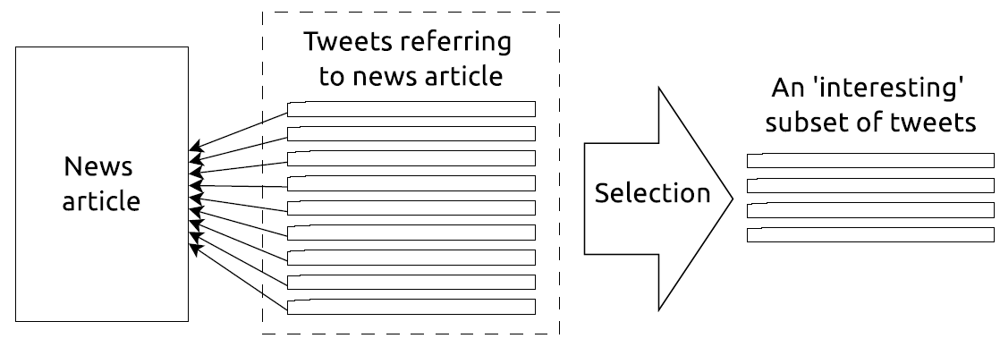 News
article
Tweets referring
to news article
Selection
An 'interesting'
subset of tweets